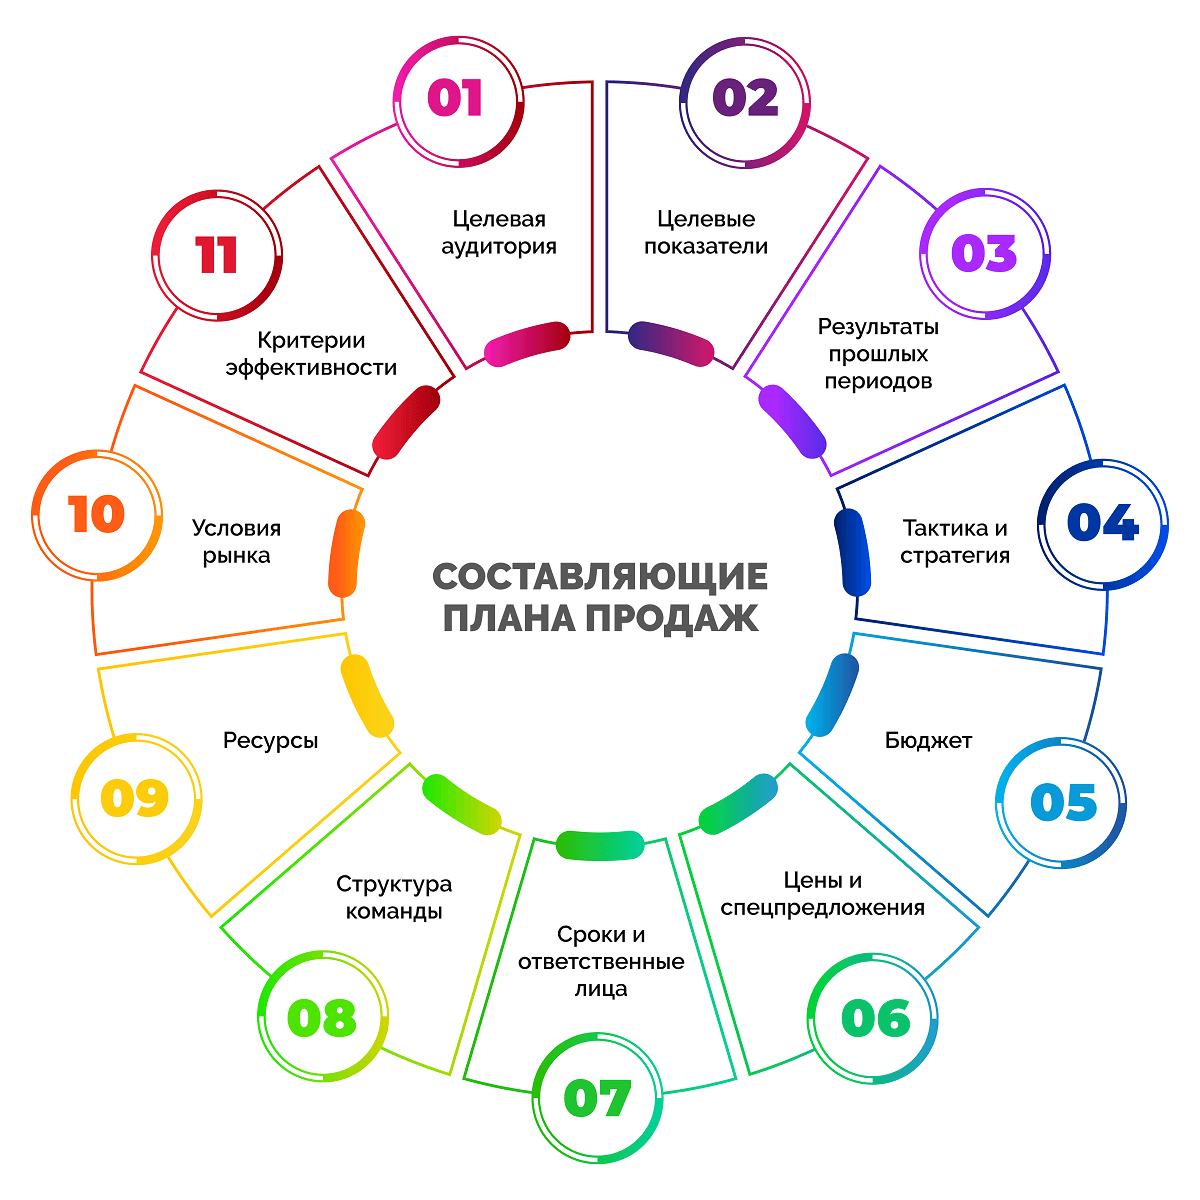 СОСТАВЛЯЮЩИЕ
ПЛАНА ПРОДАЖ
01
Целевая
аудитория
02
Целевые
показатели
03
Результаты
прошлых
периодов
04
Тактика и
стратегия
05
Бюджет
06
Цены и
спецпредложения
07
Сроки и
ответственные
лица
08
Структура
команды
09
Ресурсы
10
Условия
рынка
11
Критерии
эффективности